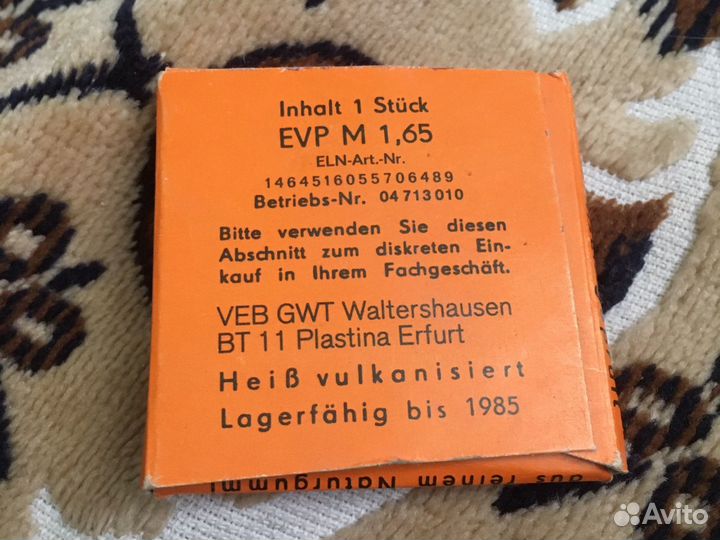 Inhalt 1 Stück
EVP M 1,65
ELN-Art.-Nr.
1464516055706489
Betriebs-Nr. 04713010
Bitte verwenden Sie diesen
Abschnitt zum diskreten Ein-
kauf in Ihrem Fachgeschäft.
VEB GWT Waltershausen
BT 11 Plastina Erfurt
Heiß vulkanisiert
Lagerfähig bis 1985
aus reinem Naturgummi
Avito